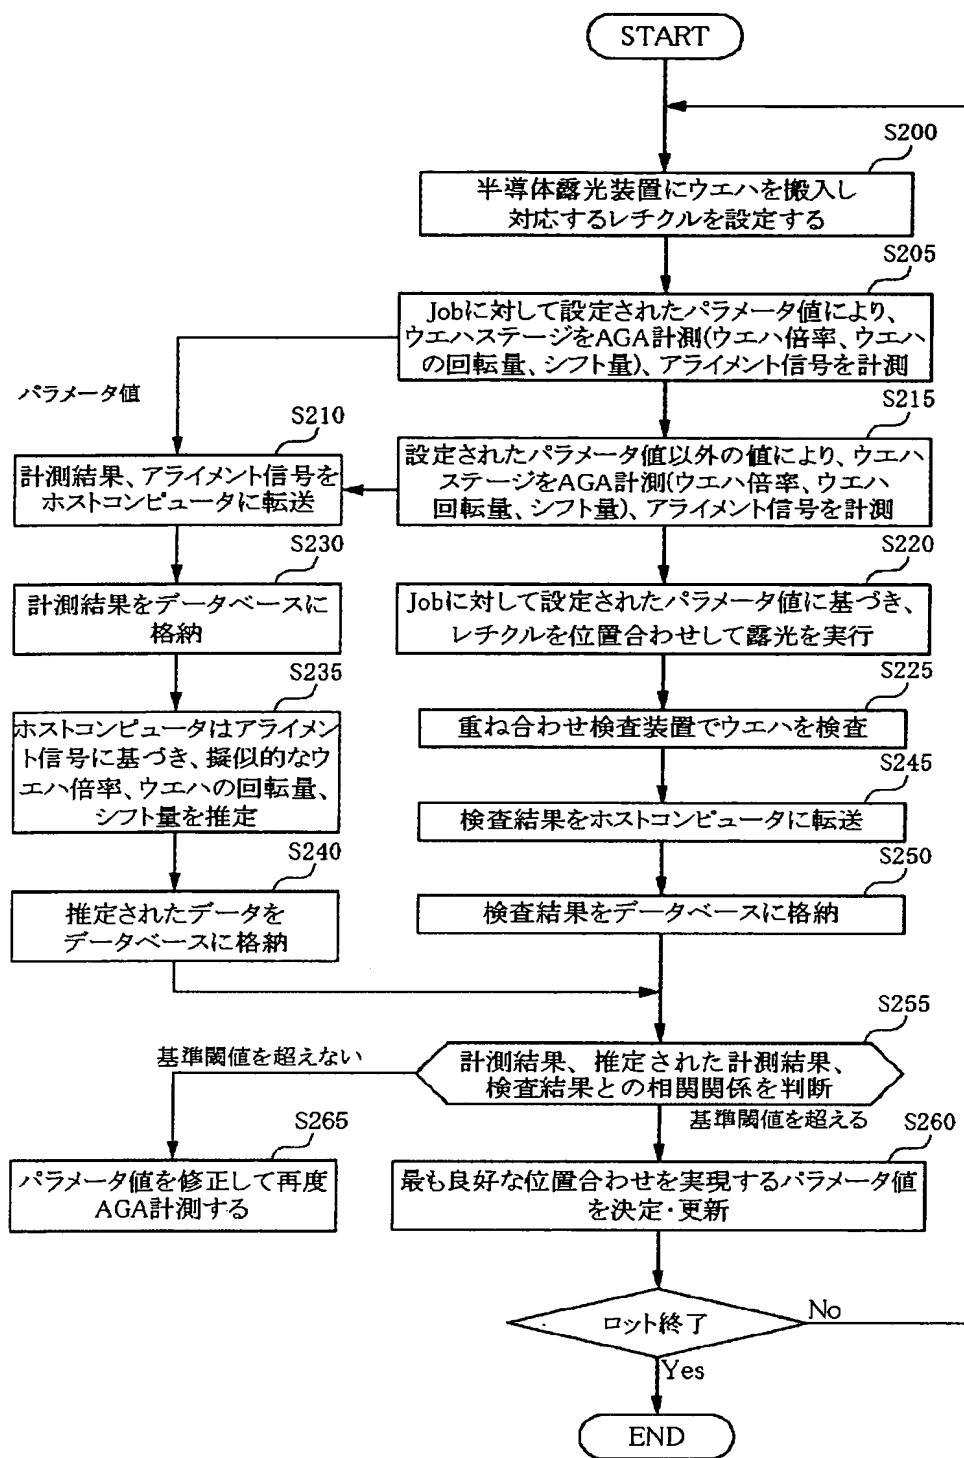 START
S200
半導体露光装置にウエハを搬入し
対応するレチクルを設定する
S205
Jobに対して設定されたパラメータ値により、
ウエハステージをAGA計測(ウエハ倍率、ウエハ
の回転量、シフト量)、アライメント信号を計測
パラメータ値
S210
計測結果、アライメント信号を
ホストコンピュータに転送
S215
設定されたパラメータ値以外の値により、ウエハ
ステージをAGA計測(ウエハ倍率、ウエハ
回転量、シフト量)、アライメント信号を計測
S230
計測結果をデータベースに
格納
S220
Jobに対して設定されたパラメータ値に基づき、
レチクルを位置合わせして露光を実行
S235
ホストコンピュータはアライメン
ト信号に基づき、擬似的なウ
エハ倍率、ウエハの回転量、
シフト量を推定
S225
重ね合わせ検査装置でウエハを検査
S245
検査結果をホストコンピュータに転送
S240
推定されたデータを
データベースに格納
S250
検査結果をデータベースに格納
S255
計測結果、推定された計測結果、
検査結果との相関関係を判断
基準閾値を超えない
基準閾値を超える
S265
パラメータ値を修正して再度
AGA計測する
S260
最も良好な位置合わせを実現するパラメータ値
を決定・更新
ロット終了
No
Yes
END